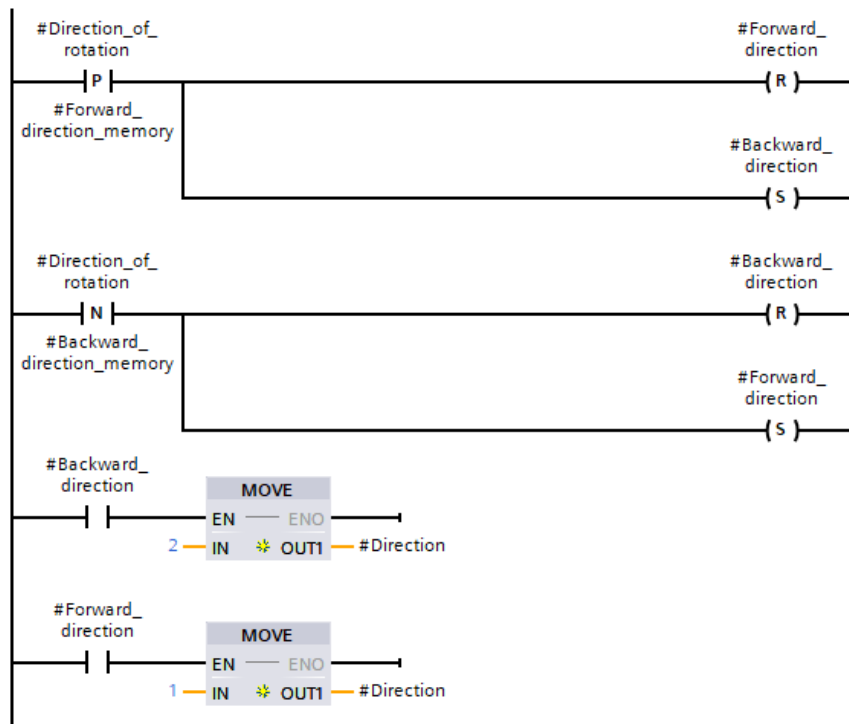 #Direction_of_
rotation
P
#Forward_
direction_memory
#Forward_
direction
R
#Backward_
direction
S
#Direction_of_
rotation
N
#Backward_
direction_memory
#Backward_
direction
R
#Forward_
direction
S
#Backward_
direction
MOVE
EN ENO
2 IN OUT1 #Direction
#Forward_
direction
MOVE
EN ENO
1 IN OUT1 #Direction